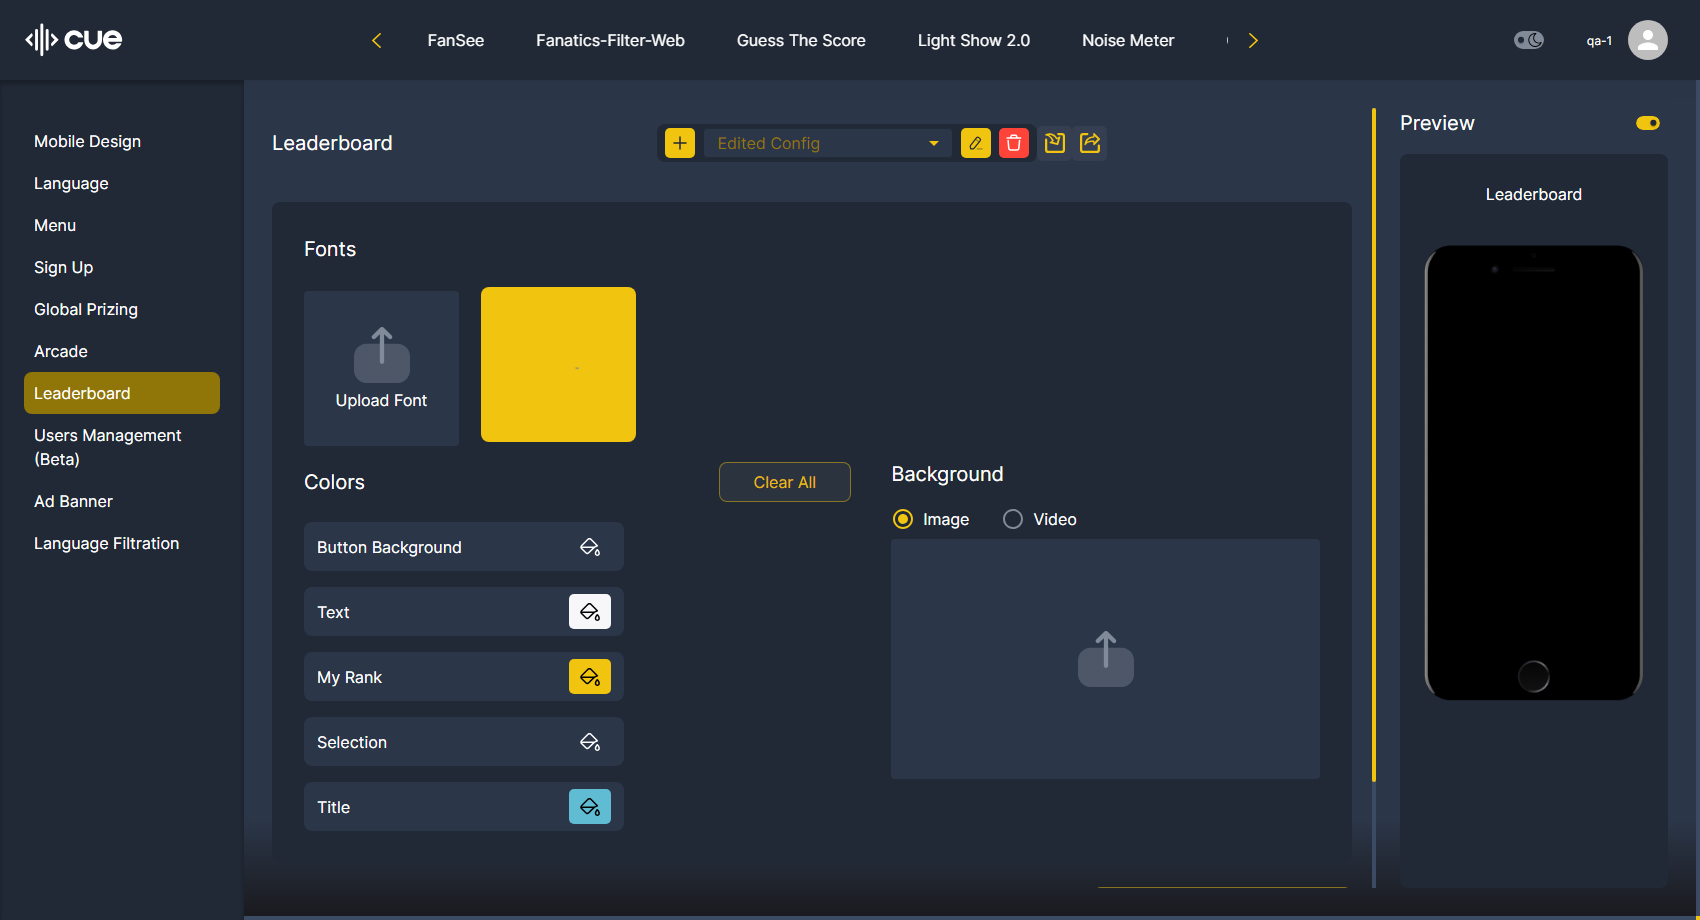 cue
FanSee
Fanatics-Filter-Web
Guess The Score
Light Show 2.0
Noise Meter
qa-1
Mobile Design
Language
Menu
Sign Up
Global Prizing
Arcade
Leaderboard
Users Management
(Beta)
Ad Banner
Language Filtration
Leaderboard
Edited Config
Fonts
Upload Font
Colors
Clear All
Button Background
Text
My Rank
Selection
Title
Background
Image
Video
Preview
Leaderboard